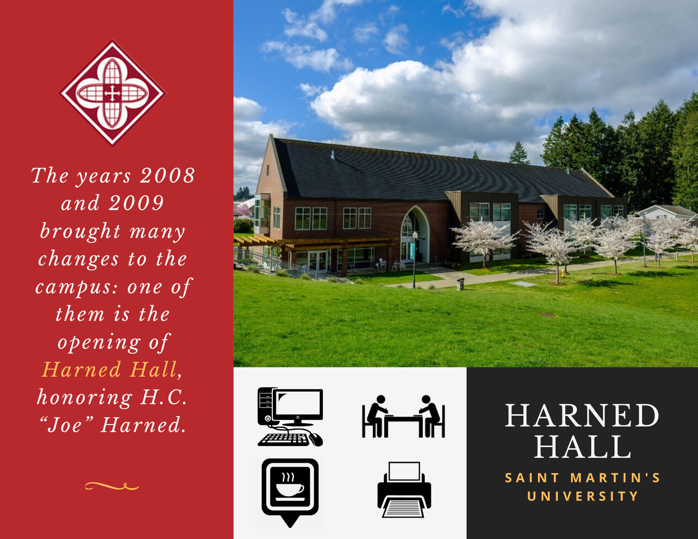 The years 2008
and 2009
brought many
changes to the
campus: one of
them is the
opening of
Harned Hall,
honoring H.C.
“Joe” Harned.
HARNED
HALL
SAINT MARTIN'S
UNIVERSITY